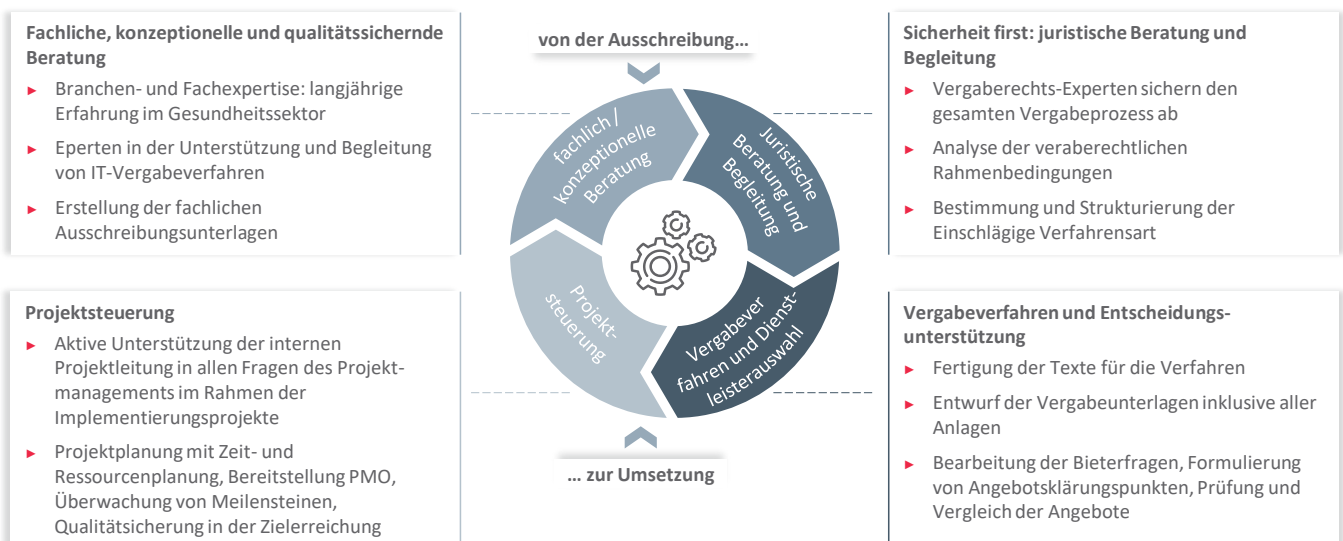 Fachliche, konzeptionelle und qualitätssichernde
Beratung
► Branchen- und Fachexpertise: langjährige
Erfahrung im Gesundheitssektor
► Eperten in der Unterstützung und Begleitung
von IT-Vergabeverfahren
► Erstellung der fachlichen
Ausschreibungsunterlagen
von der Ausschreibung...
Sicherheit first: juristische Beratung und
Begleitung
► Vergaberechts-Experten sichern den
gesamten Vergabeprozess ab
► Analyse der veraberechtlichen
Rahmenbedingungen
► Bestimmung und Strukturierung der
Einschlägige Verfahrensart
fachlich /
konzeptionelle
Beratung
Juristische
Beratung und
Begleitung
Projekt-
steuerung
Vergabever
fahren und Dienst-
leisterauswahl
Projektsteuerung
► Aktive Unterstützung der internen
Projektleitung in allen Fragen des Projekt-
managements im Rahmen der
Implementierungsprojekte
► Projektplanung mit Zeit- und
Ressourcenplanung, Bereitstellung PMO,
Überwachung von Meilensteinen,
Qualitätsicherung in der Zielerreichung
... zur Umsetzung
Vergabeverfahren und Entscheidungs-
unterstützung
► Fertigung der Texte für die Verfahren
► Entwurf der Vergabeunterlagen inklusive aller
Anlagen
► Bearbeitung der Bieterfragen, Formulierung
von Angebotsklärungspunkten, Prüfung und
Vergleich der Angebote